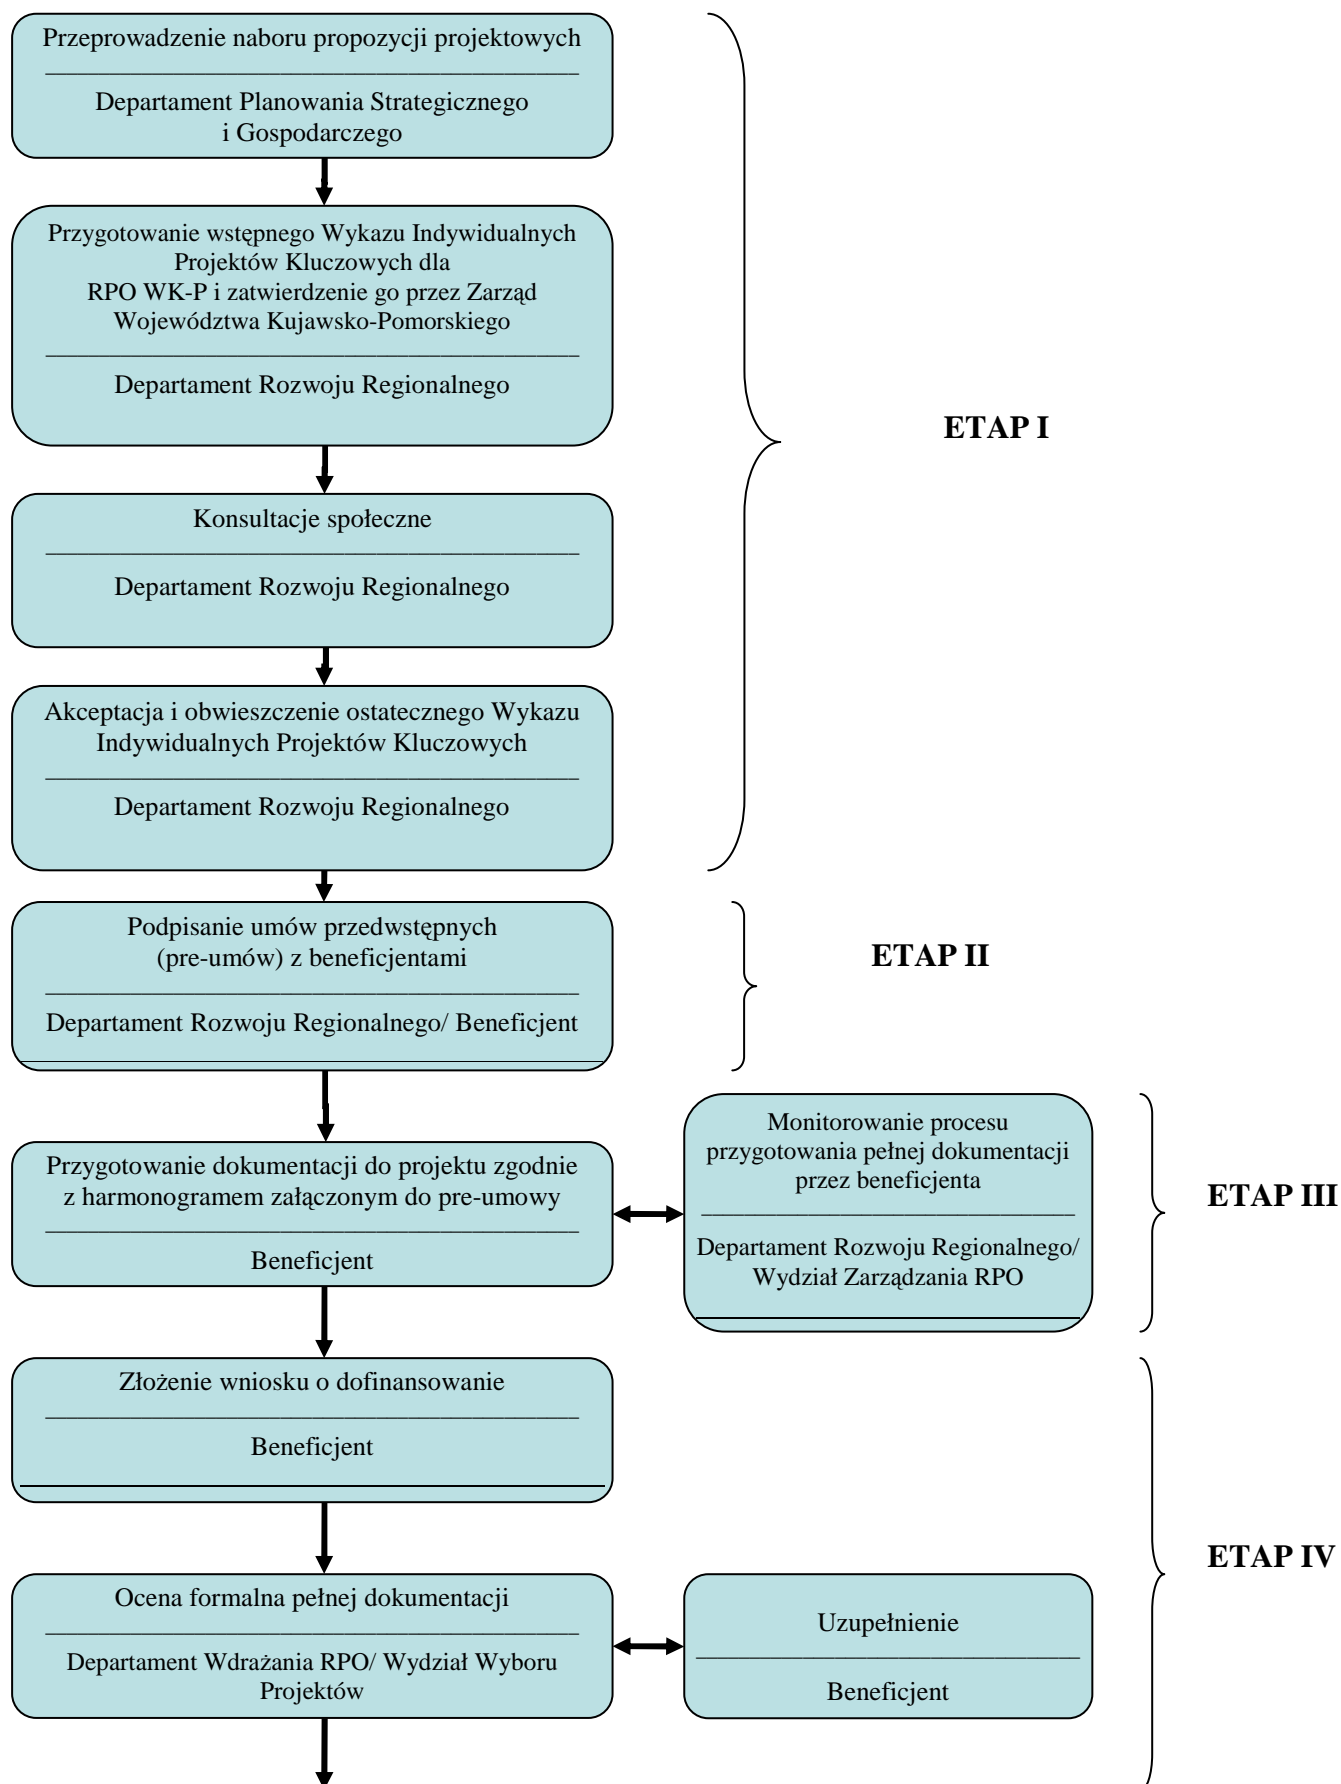 Przeprowadzenie naboru propozycji projektowych
Departament Planowania Strategicznego
i Gospodarczego
Przygotowanie wstępnego Wykazu Indywidualnych
Projektów Kluczowych dla
RPO WK-P i zatwierdzenie go przez Zarząd
Województwa Kujawsko-Pomorskiego
Departament Rozwoju Regionalnego
ETAP I
Konsultacje społeczne
Departament Rozwoju Regionalnego
Akceptacja i obwieszczenie ostatecznego Wykazu
Indywidualnych Projektów Kluczowych
Departament Rozwoju Regionalnego
Podpisanie umów przedwstępnych
(pre-umów) z beneficjentami
Departament Rozwoju Regionalnego/ Beneficjent
ETAP II
Przygotowanie dokumentacji do projektu zgodnie
z harmonogramem załączonym do pre-umowy
Beneficjent
Monitorowanie procesu
przygotowania pełnej dokumentacji
przez beneficjenta
Departament Rozwoju Regionalnego/
Wydział Zarządzania RPO
ETAP III
Złożenie wniosku o dofinansowanie
Beneficjent
ETAP IV
Ocena formalna pełnej dokumentacji
Departament Wdrażania RPO/ Wydział Wyboru
Projektów
Uzupełnienie
Beneficjent